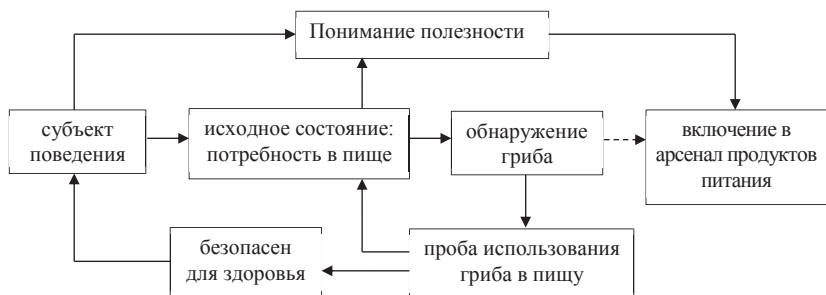 Понимание полезности
субъект
поведения
исходное состояние:
потребность в пище
обнаружение
гриба
включение в
арсенал продуктов
питания
безопасен
для здоровья
проба использования
гриба в пищу